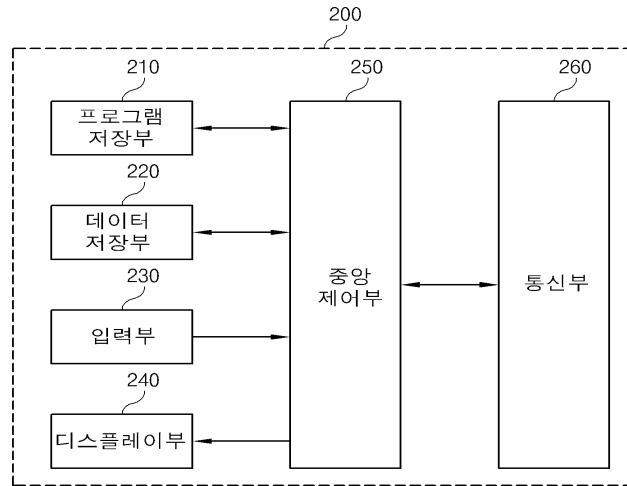 200
210
250
260
프로그램
저장부
220
데이터
저장부
230
중앙
제어부
통신부
입력부
240
디스플레이부